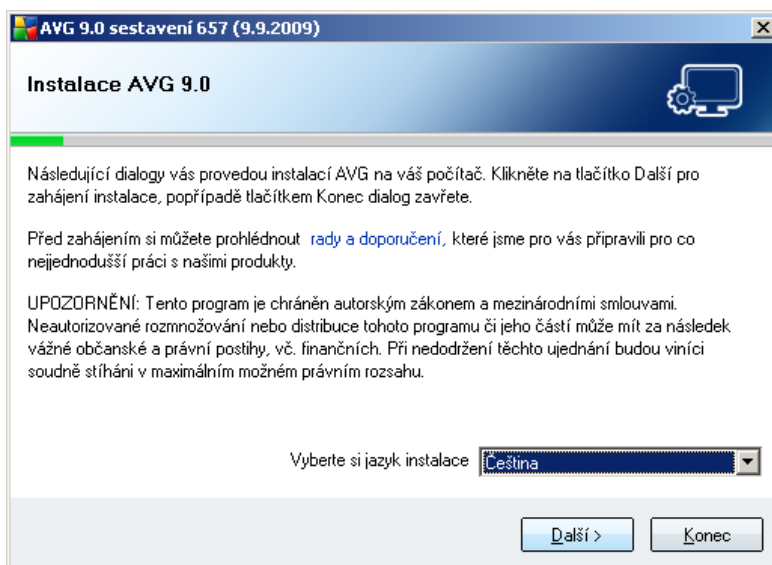 AVG 9.0 sestavení 657 (9.9.2009)
Instalace AVG 9.0
Následující dialogy vás provedou instalací AVG na váš počítač. Klikněte na tlačítko Další pro
zahájení instalace, popřípadě tlačítkem Konec dialog zavřete.
Před zahájením si můžete prohlédnout rady a doporučení, které jsme pro vás připravili pro co
nejjednodušší práci s našimi produkty.
UPOZORNĚNÍ: Tento program je chráněn autorským zákonem a mezinárodními smlouvami.
Neautorizované rozmnožování nebo distribuce tohoto programu či jeho částí může mít za následek
vážné občanské a právní postihy, vč. finančních. Při nedodržení těchto ujednání budou viníci
soudně stíháni v maximálním možném právním rozsahu.
Vyberte si jazyk instalace Čeština
Další > Konec